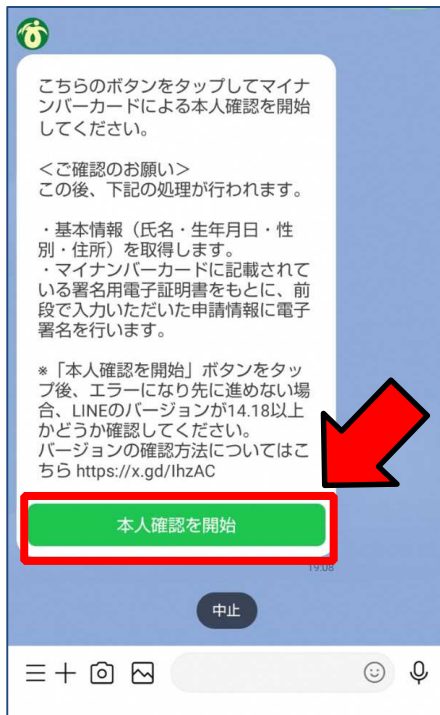 こちらのボタンをタップしてマイナ
ンバーカードによる本人確認を開始
してください。
<ご確認のお願い>
この後、下記の処理が行われます。
・基本情報（氏名・生年月日・性
別・住所）を取得します。
・マイナンバーカードに記載されて
いる署名用電子証明書をもとに、前
段で入力いただいた申請情報に電子
署名を行います。
※「本人確認を開始」ボタンをタッ
プ後、エラーになり先に進めない場
合、LINEのバージョンが14.18以上
かどうか確認してください。
バージョンの確認方法についてはこ
ちら https://x.gd/IhzAC
本人確認を開始
19:08
中止